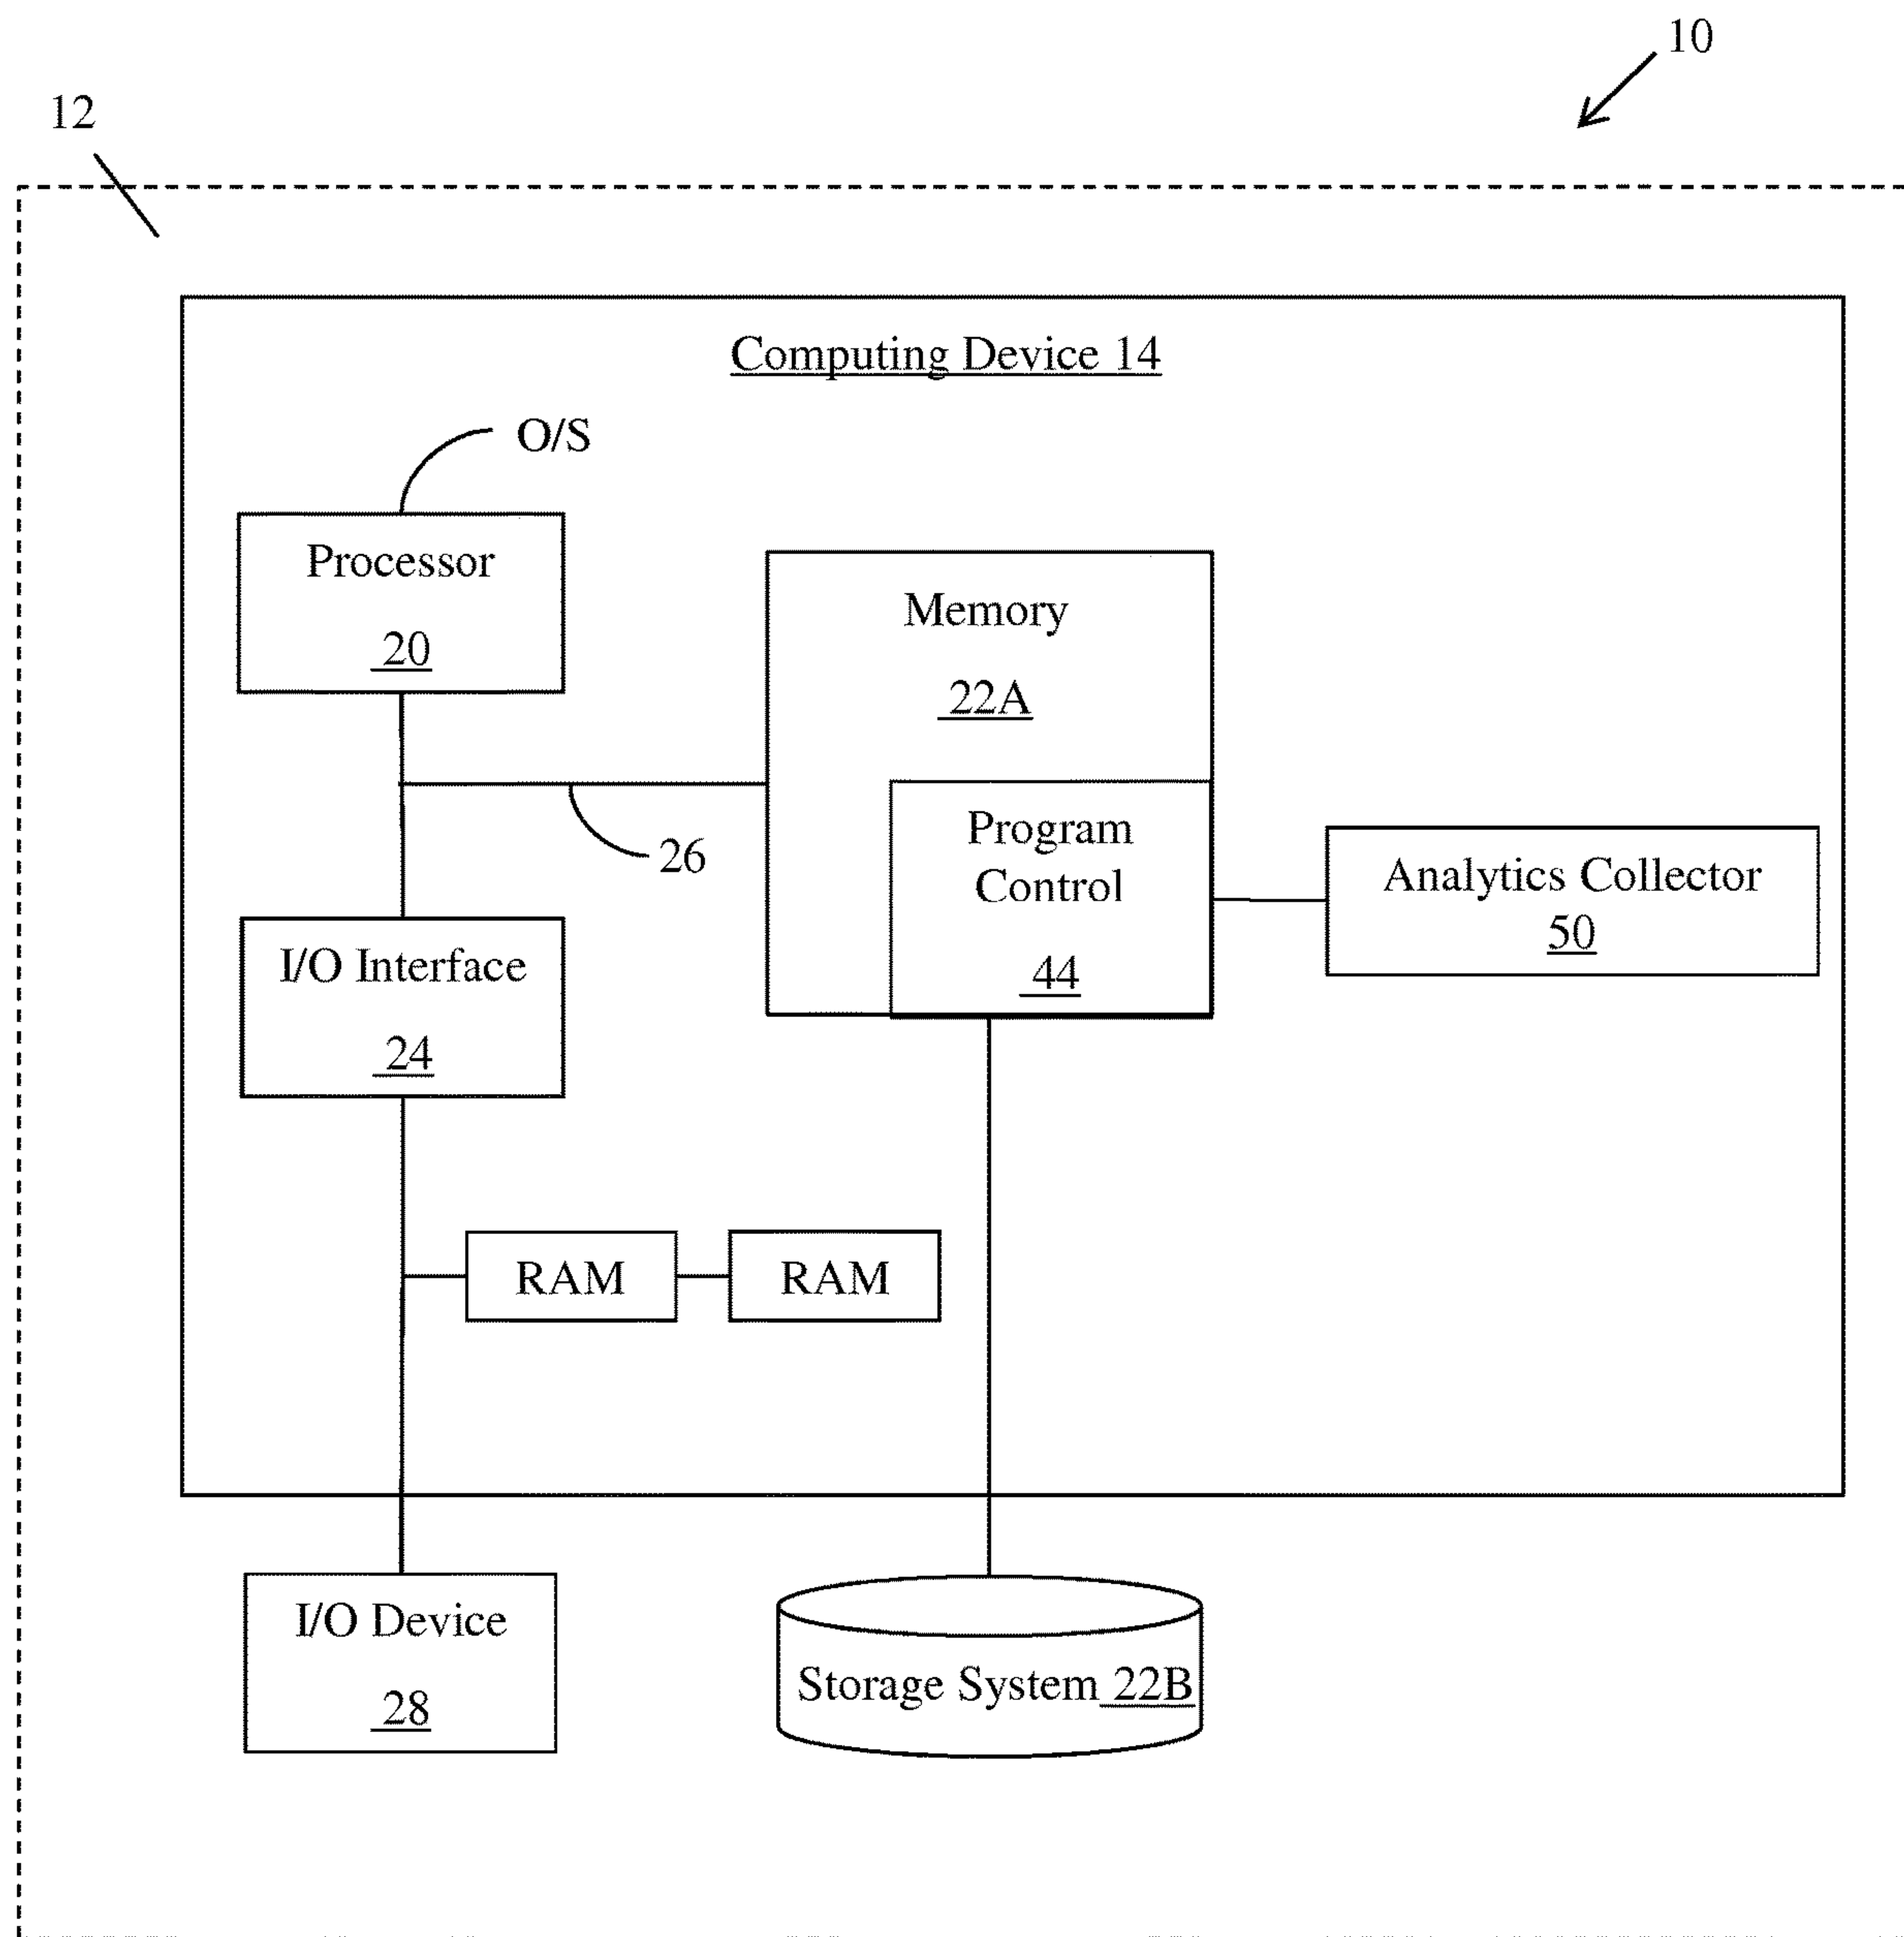 10
12
Computing Device 14
O/S
Processor
20
Memory
22A
26
Program
Control
44
Analytics Collector
50
I/O Interface
24
RAM
RAM
I/O Device
28
Storage System 22B